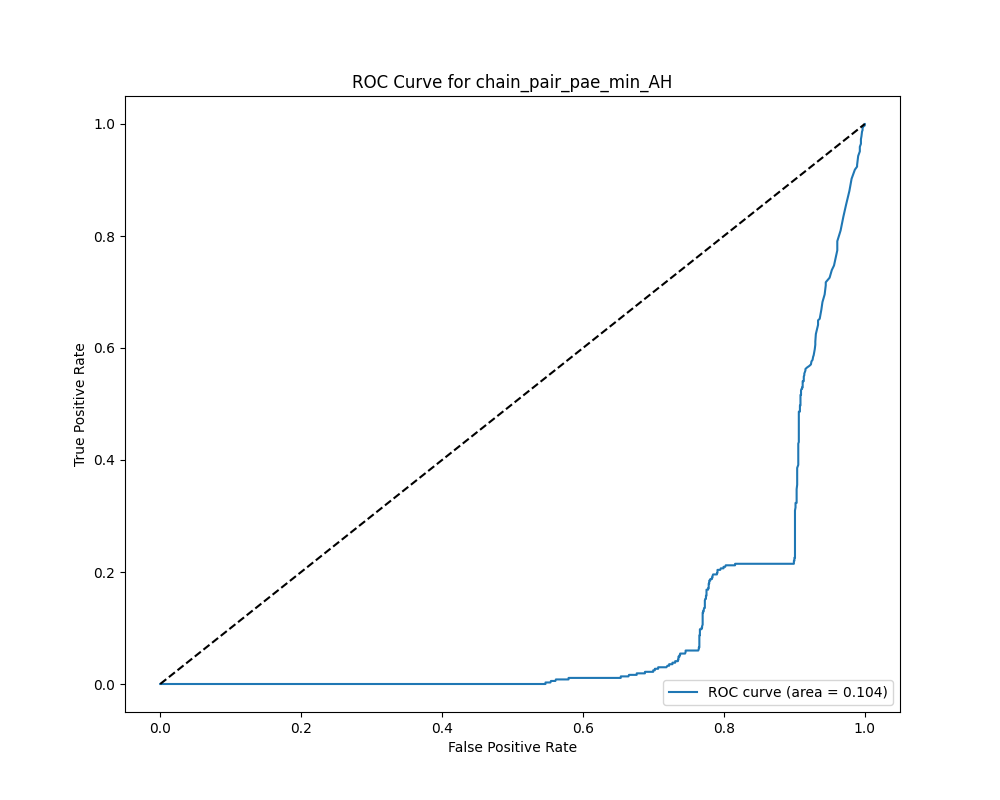 ROC Curve for chain_pair_pae_min_AH
True Positive Rate
1.0
0.8
0.6
0.4
0.2
0.0
ROC curve (area = 0.104)
0.0 0.2 0.4 0.6 0.8 1.0
False Positive Rate